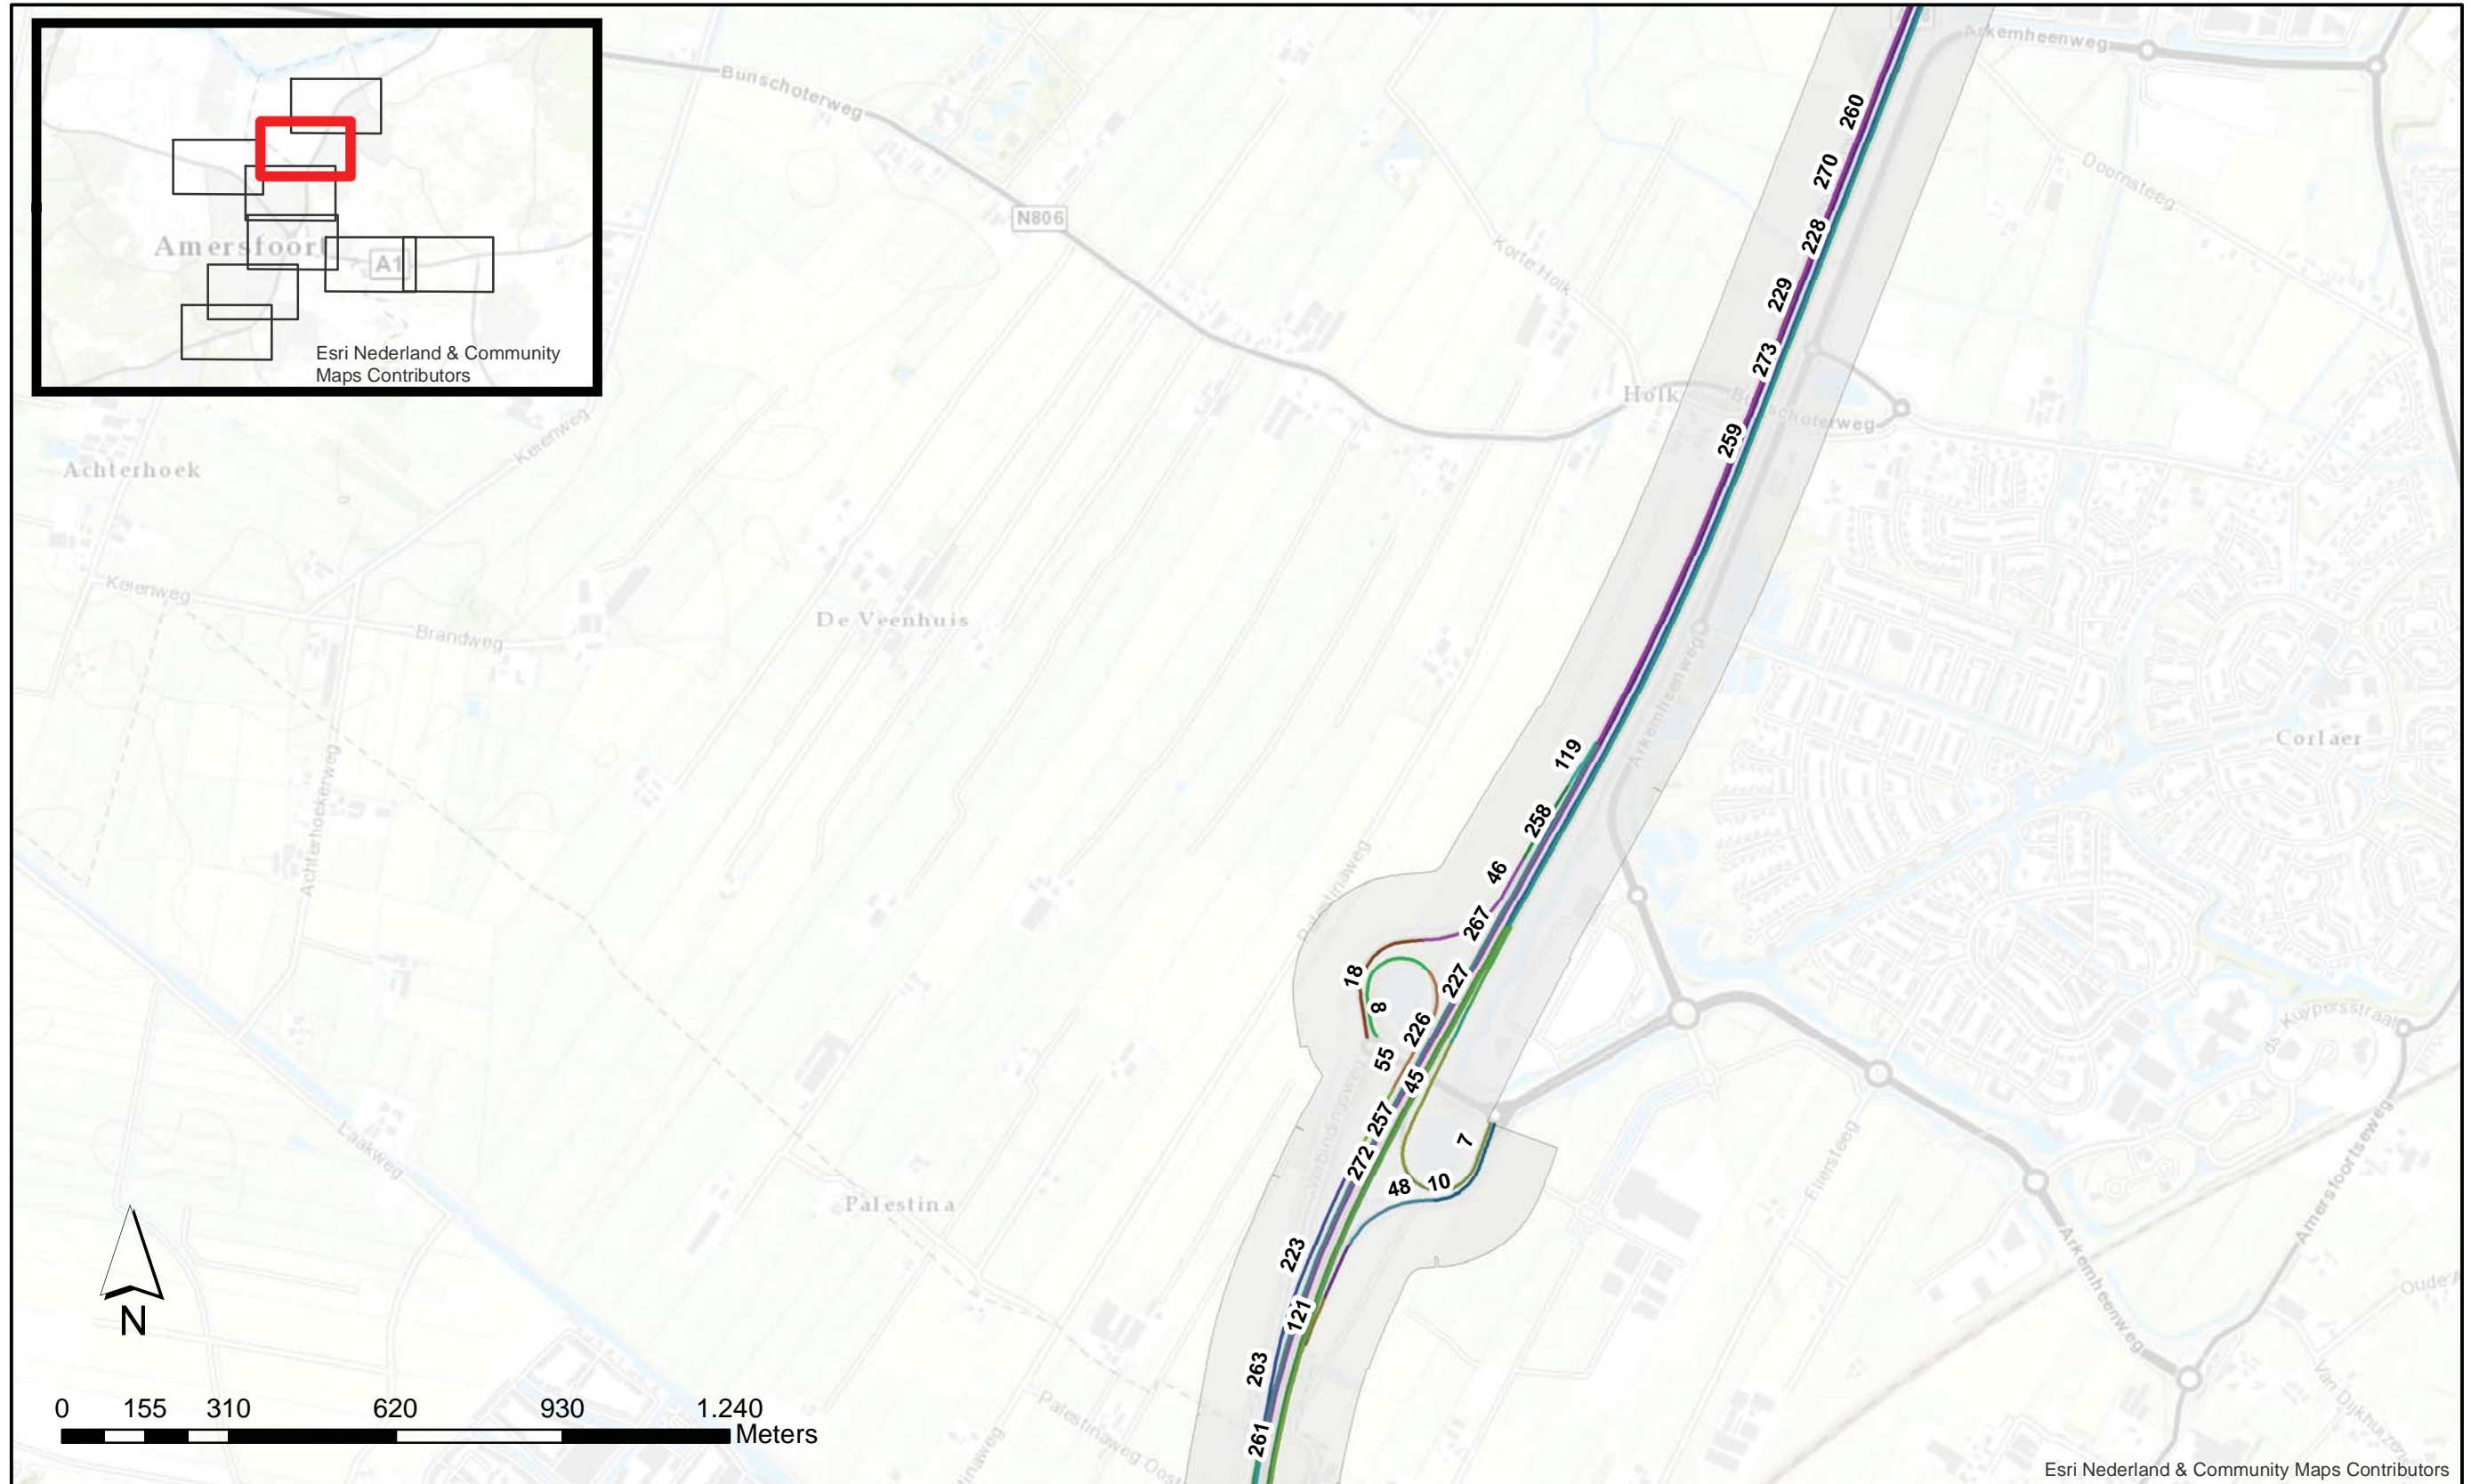 Amersfoort
A1
Esri Nederland & Community
Maps Contributors
Bunschoterweg
N806
Arkemheenweg
260
270
228
229
273
259
Doornsteeg
Korte Holk
Holk
Bunschoterweg
Achterhoek
Keienweg
Keienweg
Brandweg
De Veenhuis
Arkemheenweg
Corlaer
119
258
46
267
227
226
18
8
55
45
257
272
7
10
48
223
121
263
261
Palestinaweg
Achterhoekerweg
Laakweg
Verbindingsweg
Palestina
Palestinaweg Oost
Fliersteeg
ds. Kuypersstraat
Amersfoortseweg
Arkemheenweg
Van Dijkhuize
N
0 155 310 620 930 1.240
Meters
Esri Nederland & Community Maps Contributors